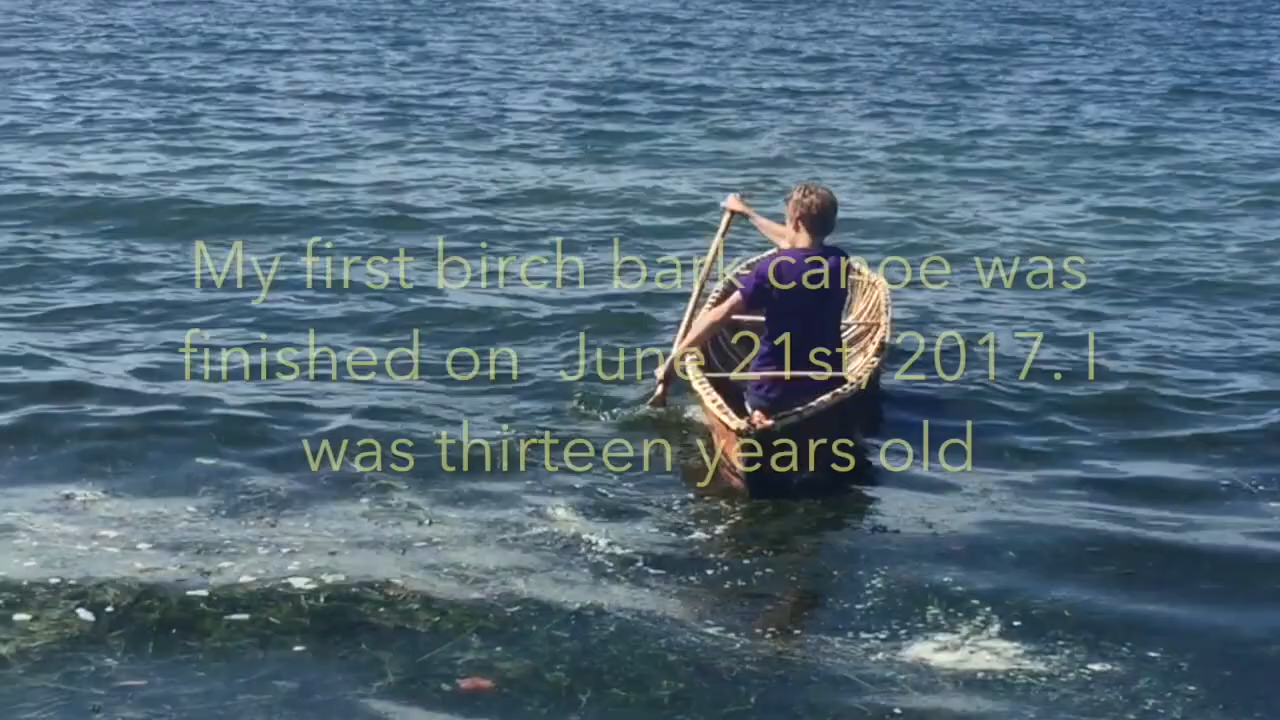 My first birch bark canoe was
finished on June 21st, 2017. I
was thirteen years old